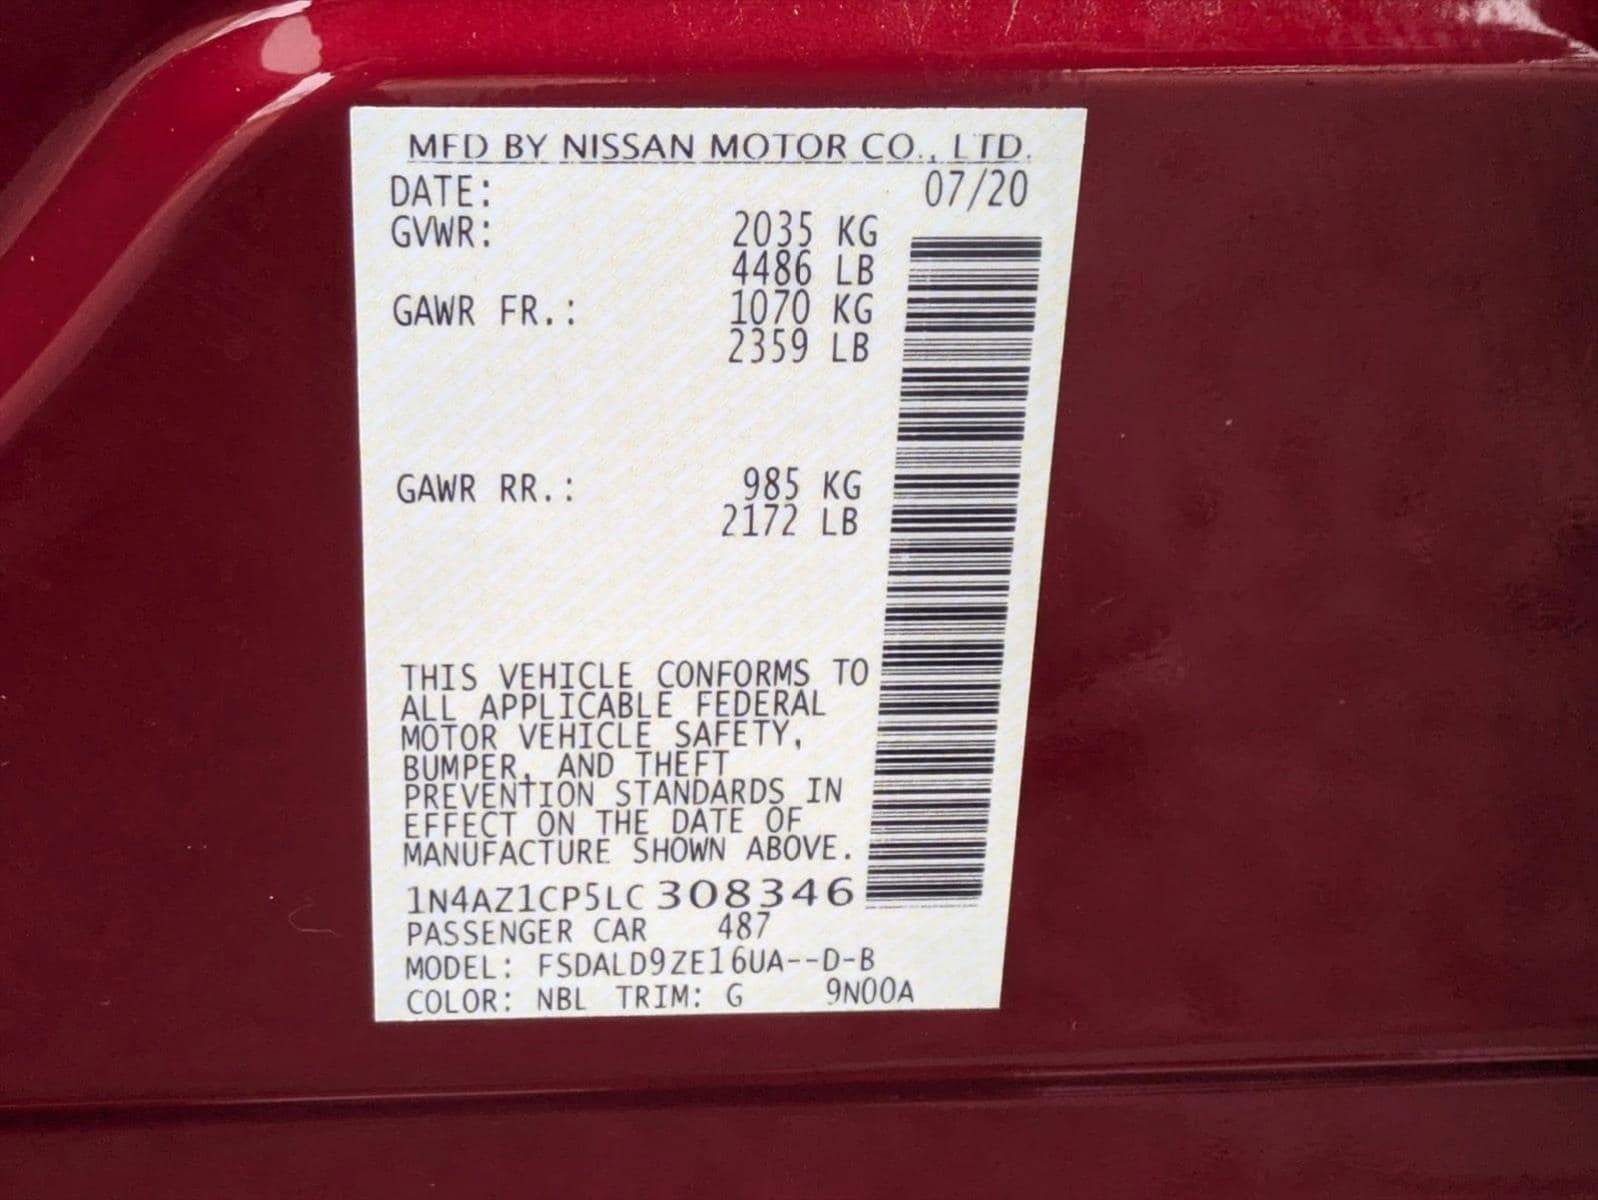 MFD BY NISSAN MOTOR CO., LTD.
DATE: 07/20
GVWR: 2035 KG
4486 LB
GAWR FR.: 1070 KG
2359 LB
GAWR RR.: 985 KG
2172 LB
THIS VEHICLE CONFORMS TO
ALL APPLICABLE FEDERAL
MOTOR VEHICLE SAFETY,
BUMPER, AND THEFT
PREVENTION STANDARDS IN
EFFECT ON THE DATE OF
MANUFACTURE SHOWN ABOVE.
1N4AZ1CP5LC308346
PASSENGER CAR 487
MODEL: FSDALD9ZE16UA--D-B
COLOR: NBL TRIM: G 9N00A